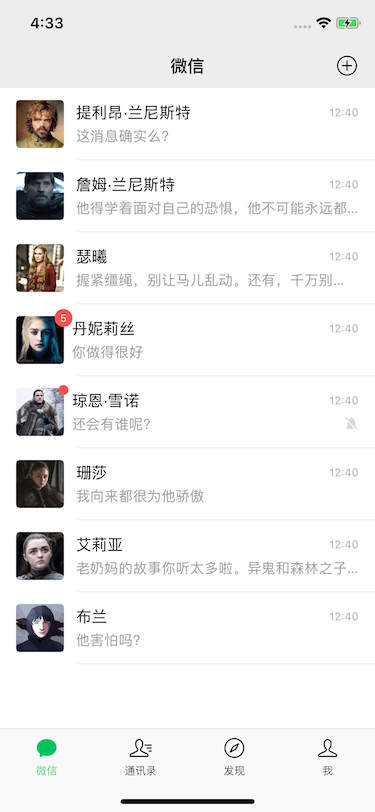 4:33
微信
提利昂·兰尼斯特 12:40
这消息确实么?
詹姆·兰尼斯特 12:40
他得学着面对自己的恐惧，他不可能永远都...
瑟曦 12:40
握紧缰绳，别让马儿乱动。还有，千万别...
5
丹妮莉丝 12:40
你做得很好
琼恩·雪诺 12:40
还会有谁呢?
珊莎 12:40
我向来都很为他骄傲
艾莉亚 12:40
老奶妈的故事你听太多啦。异鬼和森林之子...
布兰 12:40
他害怕吗?
微信 通讯录 发现 我